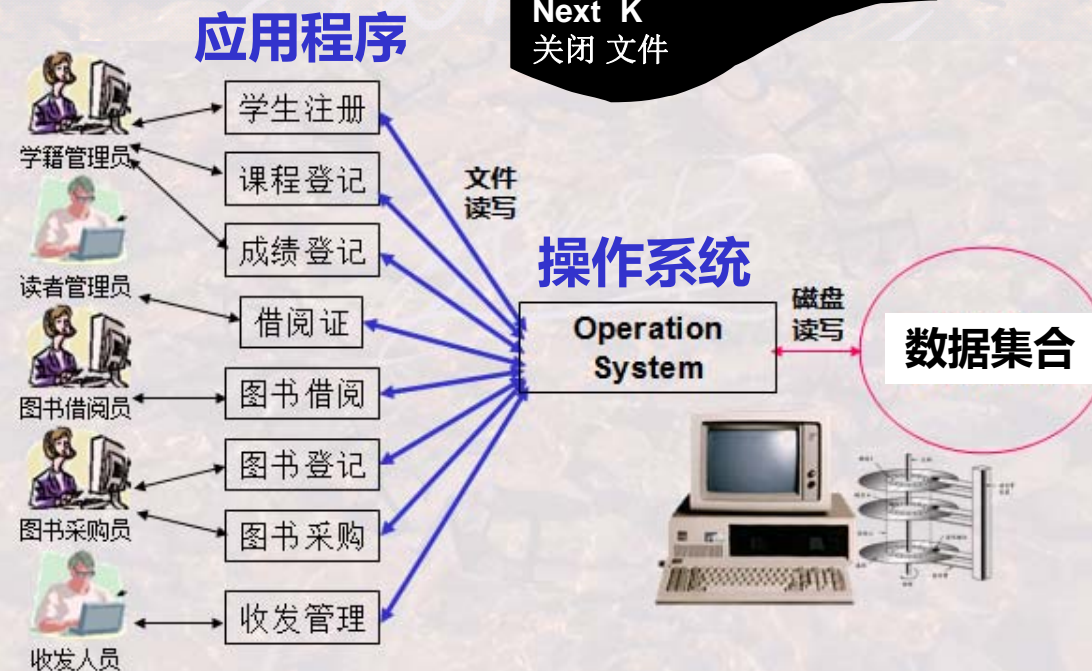 Next K
关闭 文件
应用程序
学生注册
学籍管理员
课程登记
文件
读写
成绩登记
操作系统
读者管理员
借阅证
Operation
System
磁盘
读写
数据集合
图书借阅员
图书借阅
图书登记
图书采购员
图书采购
收发管理
收发人员